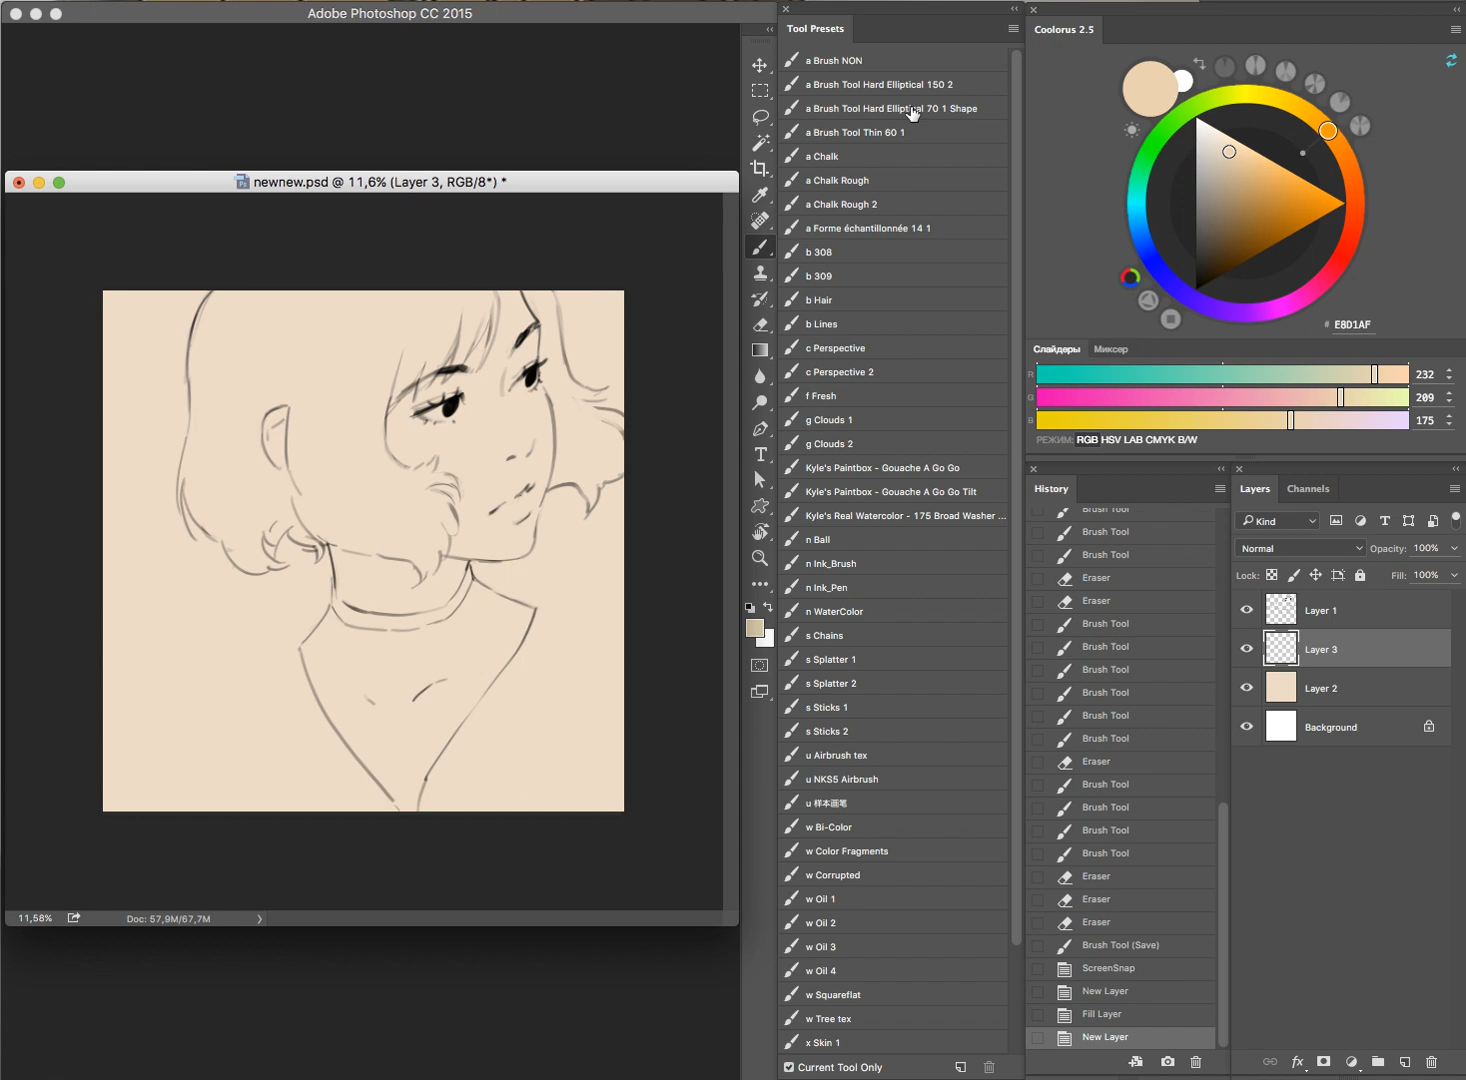 Adobe Photoshop CC 2015
newnew.psd @ 11,6% (Layer 3, RGB/8*) *
11,58%
Doc: 57,9M/67,7M
Tool Presets
a Brush NON
a Brush Tool Hard Elliptical 150 2
a Brush Tool Hard Elliptical 70 1 Shape
a Brush Tool Thin 60 1
a Chalk
a Chalk Rough
a Chalk Rough 2
a Forme échantillonnée 14 1
b 308
b 309
b Hair
b Lines
c Perspective
c Perspective 2
f Fresh
g Clouds 1
g Clouds 2
Kyle's Paintbox - Gouache A Go Go
Kyle's Paintbox - Gouache A Go Go Tilt
Kyle's Real Watercolor - 175 Broad Washer ...
n Ball
n Ink_Brush
n Ink_Pen
n WaterColor
s Chains
s Splatter 1
s Splatter 2
s Sticks 1
s Sticks 2
u Airbrush tex
u NKS5 Airbrush
u 样本画笔
w Bi-Color
w Color Fragments
w Corrupted
w Oil 1
w Oil 2
w Oil 3
w Oil 4
w Squareflat
w Tree tex
x Skin 1
Current Tool Only
Coolorus 2.5
# E8D1AF
Слайдеры Миксер
R 232
G 209
B 175
РЕЖИМ: RGB HSV LAB CMYK B/W
History
Brush Tool
Brush Tool
Brush Tool
Eraser
Eraser
Brush Tool
Brush Tool
Brush Tool
Brush Tool
Brush Tool
Brush Tool
Eraser
Brush Tool
Brush Tool
Brush Tool
Brush Tool
Eraser
Eraser
Eraser
Brush Tool (Save)
ScreenSnap
New Layer
Fill Layer
New Layer
Layers Channels
Kind
Normal Opacity: 100%
Lock: Fill: 100%
Layer 1
Layer 3
Layer 2
Background
fx